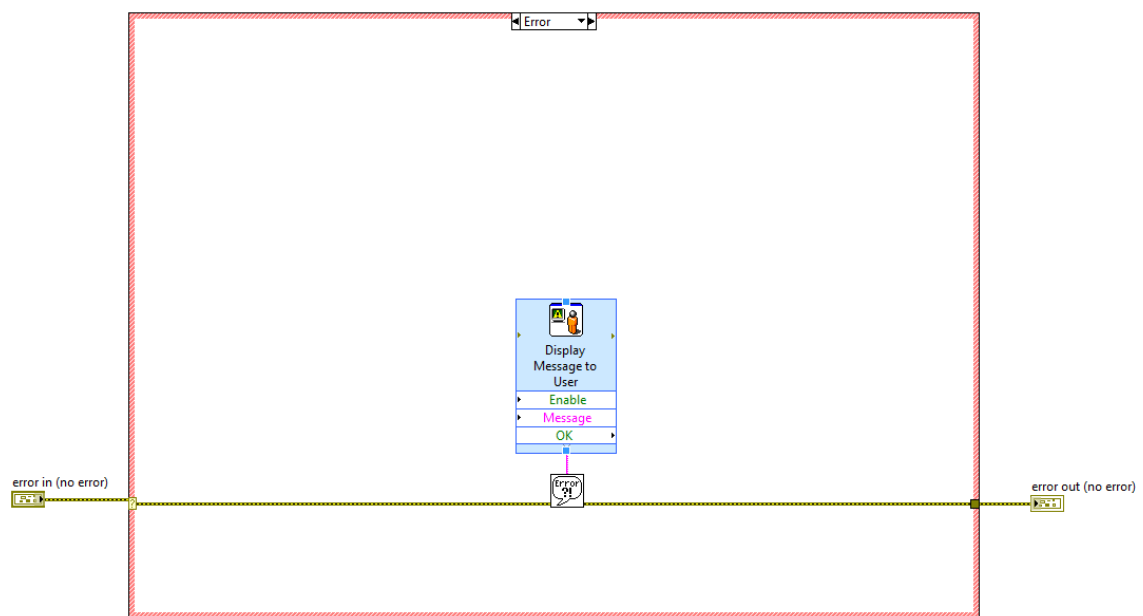 Error
Display
Message to
User
Enable
Message
OK
error in (no error)
Error
?!
error out (no error)